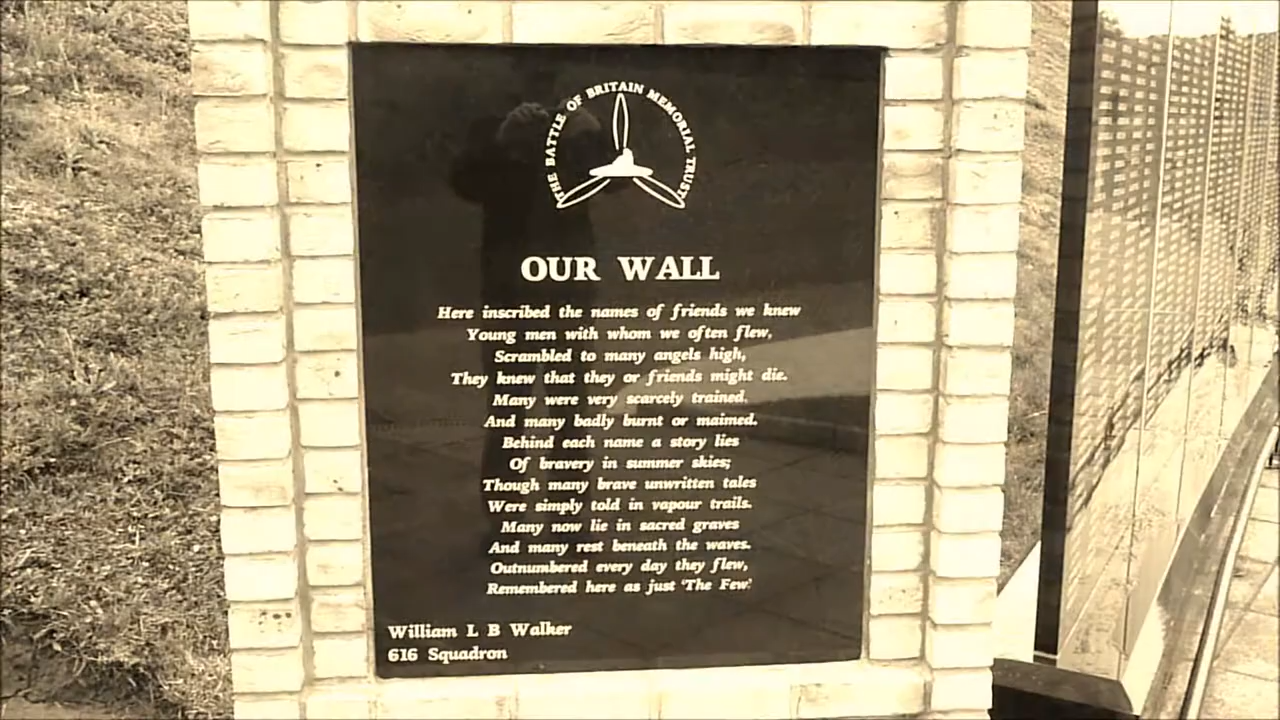 THE BATTLE OF BRITAIN MEMORIAL TRUST
OUR WALL
Here inscribed the names of friends we knew
Young men with whom we often flew,
Scrambled to many angels high,
They knew that they or friends might die.
Many were very scarcely trained,
And many badly burnt or maimed.
Behind each name a story lies
Of bravery in summer skies;
Though many brave unwritten tales
Were simply told in vapour trails.
Many now lie in sacred graves
And many rest beneath the waves.
Outnumbered every day they flew,
Remembered here as just 'The Few'
William L B Walker
616 Squadron